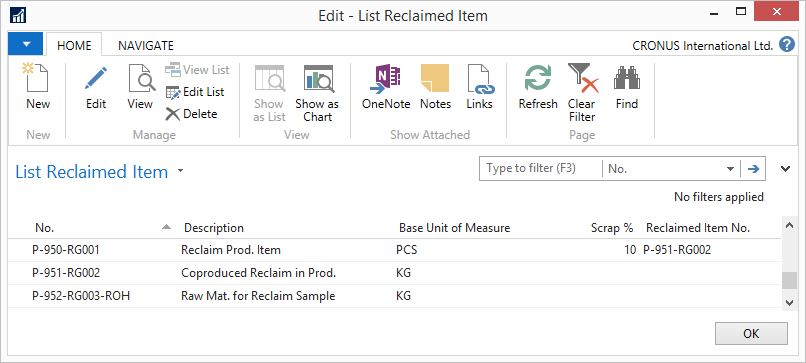 Edit - List Reclaimed Item
HOME NAVIGATE CRONUS International Ltd. ?
New
Edit
View
View List
Edit List
Delete
Show as List
Show as Chart
OneNote
Notes
Links
Refresh
Clear Filter
Find
New Manage View Show Attached Page
List Reclaimed Item
Type to filter (F3) No.
No filters applied
No. Description Base Unit of Measure Scrap % Reclaimed Item No.
P-950-RG001 Reclaim Prod. Item PCS 10 P-951-RG002
P-951-RG002 Coproduced Reclaim in Prod. KG
P-952-RG003-ROH Raw Mat. for Reclaim Sample KG
OK